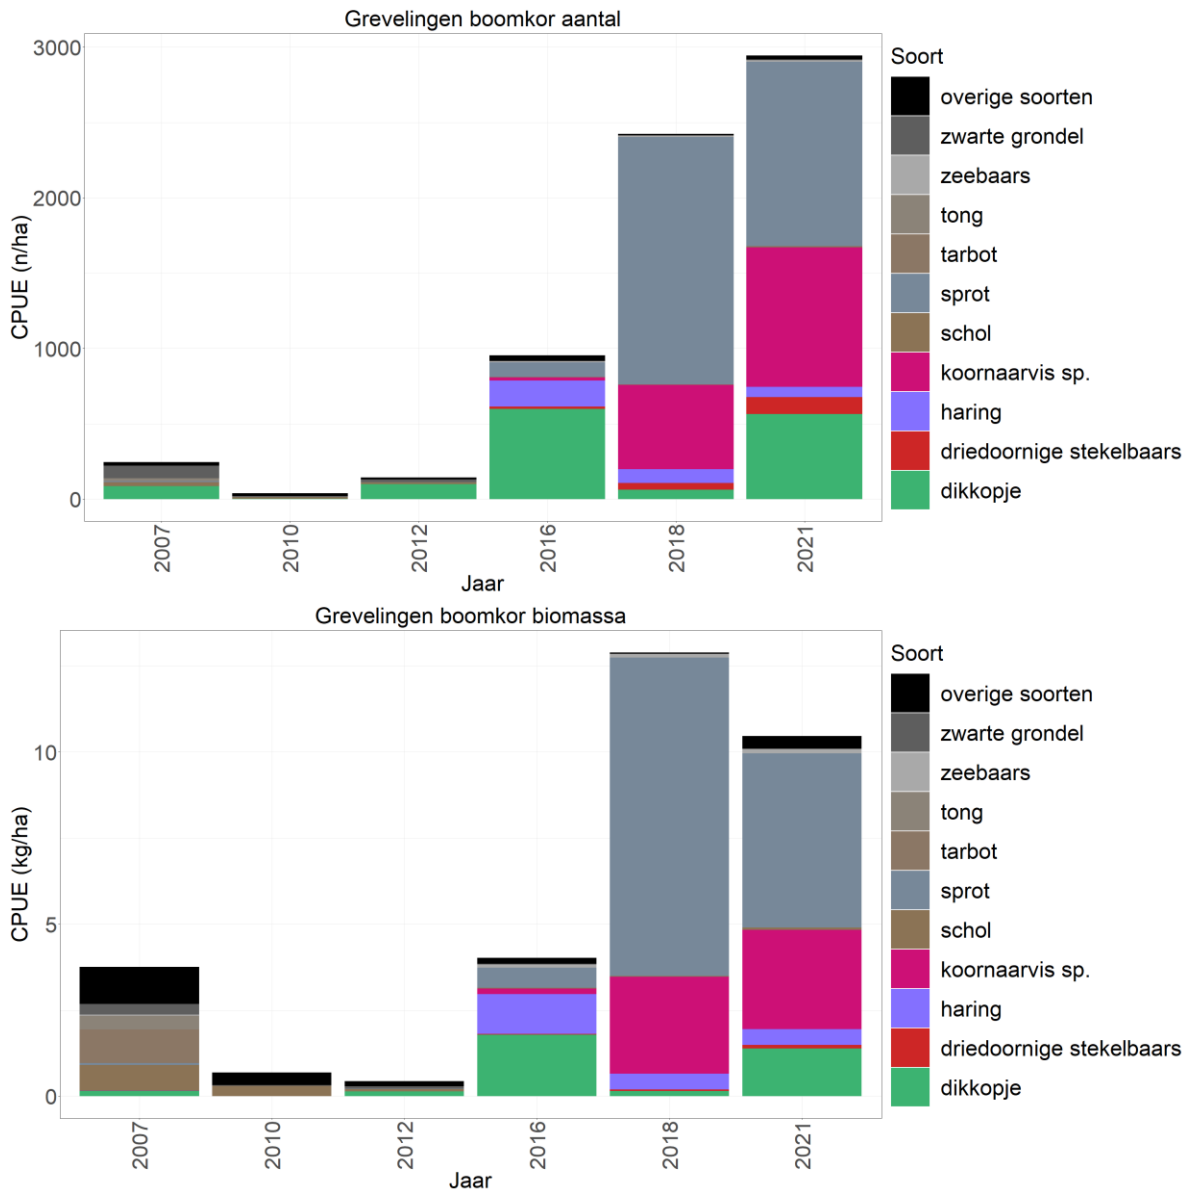 Grevelingen boomkor aantal
3000
2000
1000
0
CPUE (n/ha)
2007
2010
2012
2016
2018
2021
Jaar
Soort
overige soorten
zwarte grondel
zeebaars
tong
tarbot
sprot
schol
koornaarvis sp.
haring
driedoornige stekelbaars
dikkopje
Grevelingen boomkor biomassa
10
5
0
CPUE (kg/ha)
2007
2010
2012
2016
2018
2021
Jaar
Soort
overige soorten
zwarte grondel
zeebaars
tong
tarbot
sprot
schol
koornaarvis sp.
haring
driedoornige stekelbaars
dikkopje